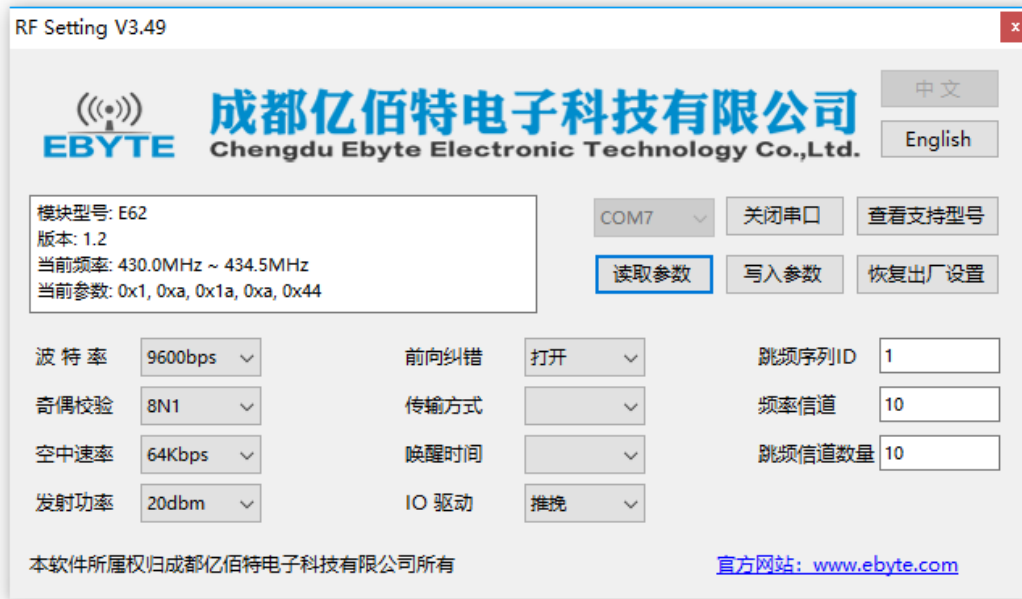 RF Setting V3.49
x
中 文
English
EBYTE
成都亿佰特电子科技有限公司
Chengdu Ebyte Electronic Technology Co.,Ltd.
模块型号: E62
版本: 1.2
当前频率: 430.0MHz ~ 434.5MHz
当前参数: 0x1, 0xa, 0x1a, 0xa, 0x44
COM7 关闭串口 查看支持型号
读取参数 写入参数 恢复出厂设置
波 特 率 9600bps 前向纠错 打开 跳频序列ID 1
奇偶校验 8N1 传输方式 频率信道 10
空中速率 64Kbps 唤醒时间 跳频信道数量 10
发射功率 20dbm IO 驱动 推挽
本软件所属权归成都亿佰特电子科技有限公司所有 官方网站：www.ebyte.com